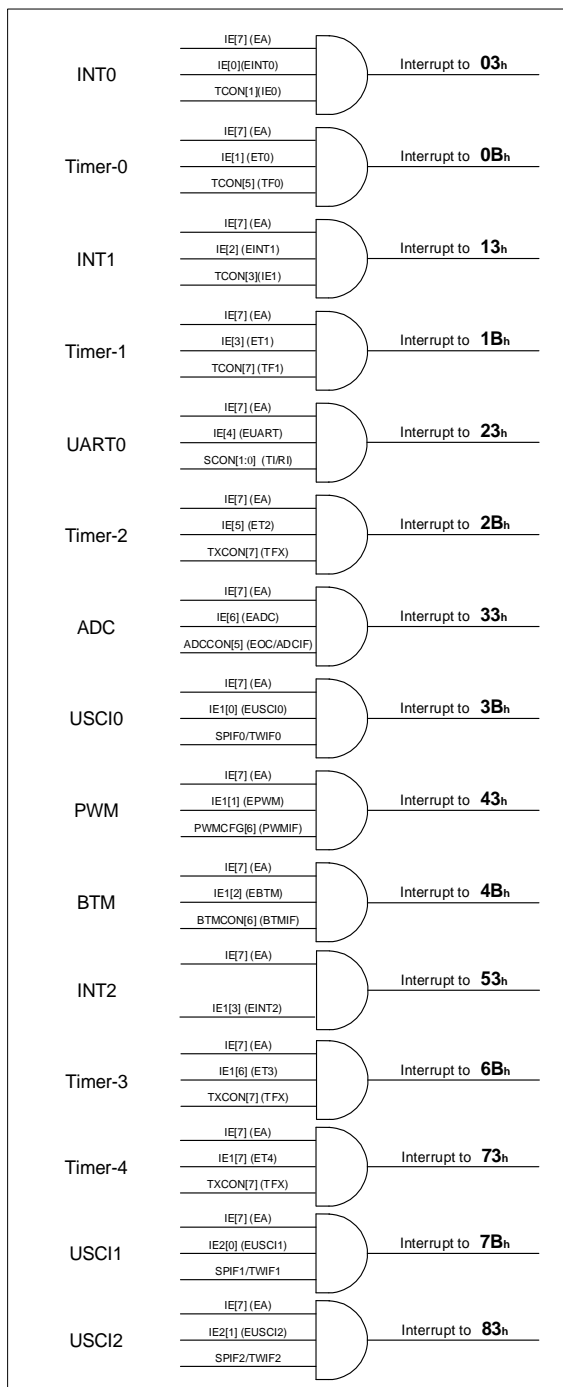 IE[7] (EA)
INT0
IE[0](EINT0)
TCON[1](IE0)
Interrupt to 03h
IE[7] (EA)
Timer-0
IE[1] (ET0)
TCON[5] (TF0)
Interrupt to 0Bh
IE[7] (EA)
INT1
IE[2] (EINT1)
TCON[3](IE1)
Interrupt to 13h
IE[7] (EA)
Timer-1
IE[3] (ET1)
TCON[7] (TF1)
Interrupt to 1Bh
IE[7] (EA)
UART0
IE[4] (EUART)
SCON[1:0] (TI/RI)
Interrupt to 23h
IE[7] (EA)
Timer-2
IE[5] (ET2)
TXCON[7] (TFX)
Interrupt to 2Bh
IE[7] (EA)
ADC
IE[6] (EADC)
ADCCON[5] (EOC/ADCIF)
Interrupt to 33h
IE[7] (EA)
USCI0
IE1[0] (EUSCI0)
SPIF0/TWIF0
Interrupt to 3Bh
IE[7] (EA)
PWM
IE1[1] (EPWM)
PWMCFG[6] (PWMIF)
Interrupt to 43h
IE[7] (EA)
BTM
IE1[2] (EBTM)
BTMCON[6] (BTMIF)
Interrupt to 4Bh
IE[7] (EA)
INT2
IE1[3] (EINT2)
Interrupt to 53h
IE[7] (EA)
Timer-3
IE1[6] (ET3)
TXCON[7] (TFX)
Interrupt to 6Bh
IE[7] (EA)
Timer-4
IE1[7] (ET4)
TXCON[7] (TFX)
Interrupt to 73h
IE[7] (EA)
USCI1
IE2[0] (EUSCI1)
SPIF1/TWIF1
Interrupt to 7Bh
IE[7] (EA)
USCI2
IE2[1] (EUSCI2)
SPIF2/TWIF2
Interrupt to 83h